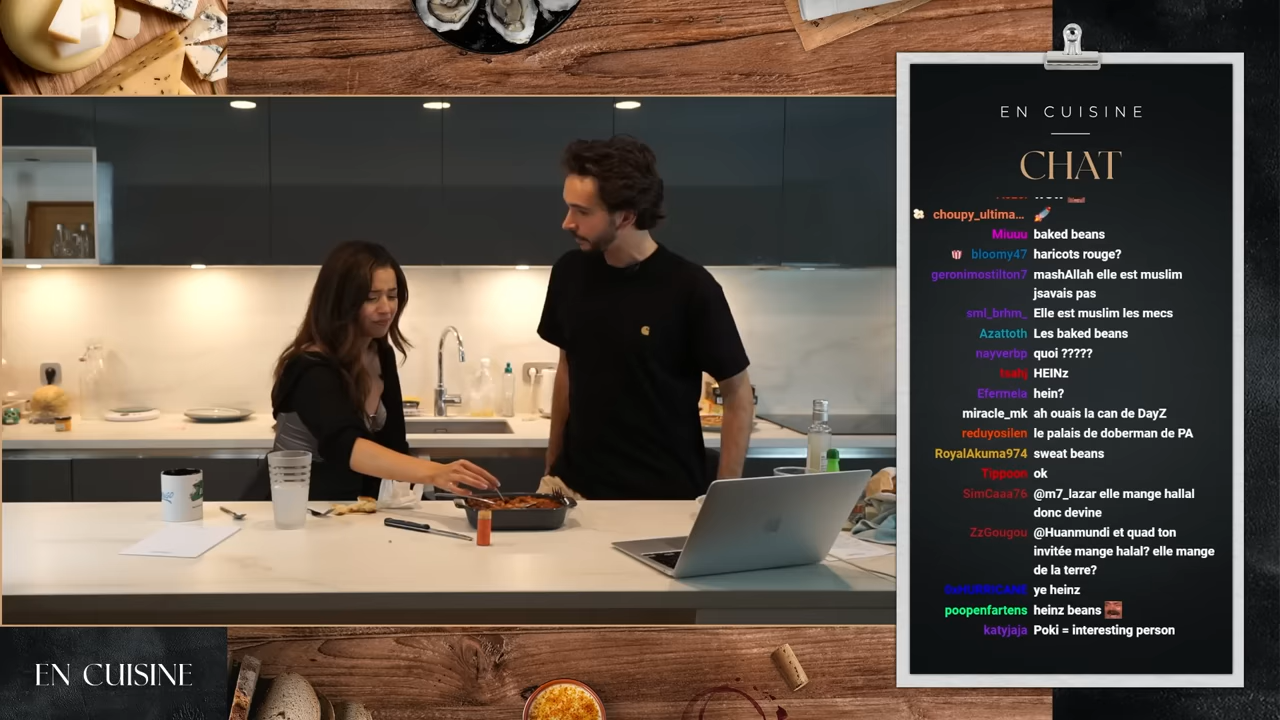 EN CUISINE
CHAT
choupy_ultima...
Miuuu baked beans
bloomy47 haricots rouge?
geronimostilton7 mashAllah elle est muslim
jsavais pas
sml_brhm_ Elle est muslim les mecs
Azattoth Les baked beans
nayverbp quoi ?????
HEINz
Efermeia hein?
miracle_mk ah ouais la can de DayZ
reduyosilen le palais de doberman de PA
RoyalAkuma974 sweat beans
Tippoon ok
SimCaaa76 @m7_lazar elle mange hallal
donc devine
ZzGougou @Huanmundi et quad ton
invitée mange halal? elle mange
de la terre?
ye heinz
poopenfartens heinz beans
katyjaja Poki = interesting person
EN CUISINE